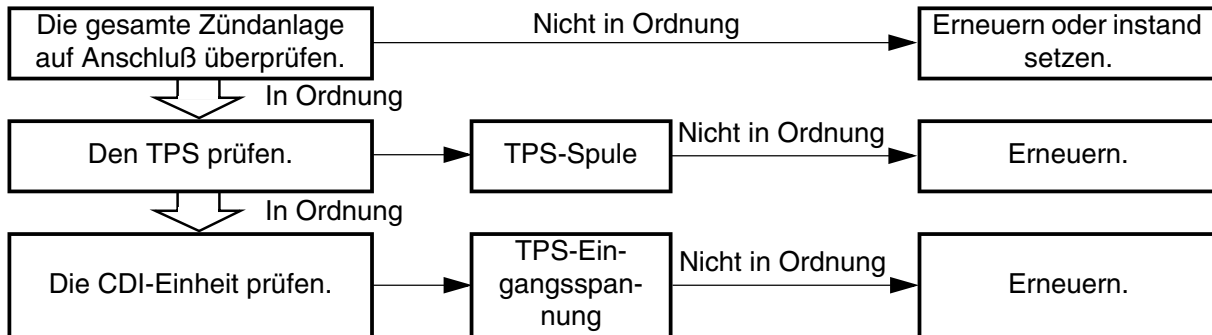 Die gesamte Zündanlage
auf Anschluß überprüfen.
Nicht in Ordnung
Erneuern oder instand
setzen.
In Ordnung
Den TPS prüfen.
TPS-Spule
Nicht in Ordnung
Erneuern.
In Ordnung
Die CDI-Einheit prüfen.
TPS-Ein-
gangsspan-
nung
Nicht in Ordnung
Erneuern.